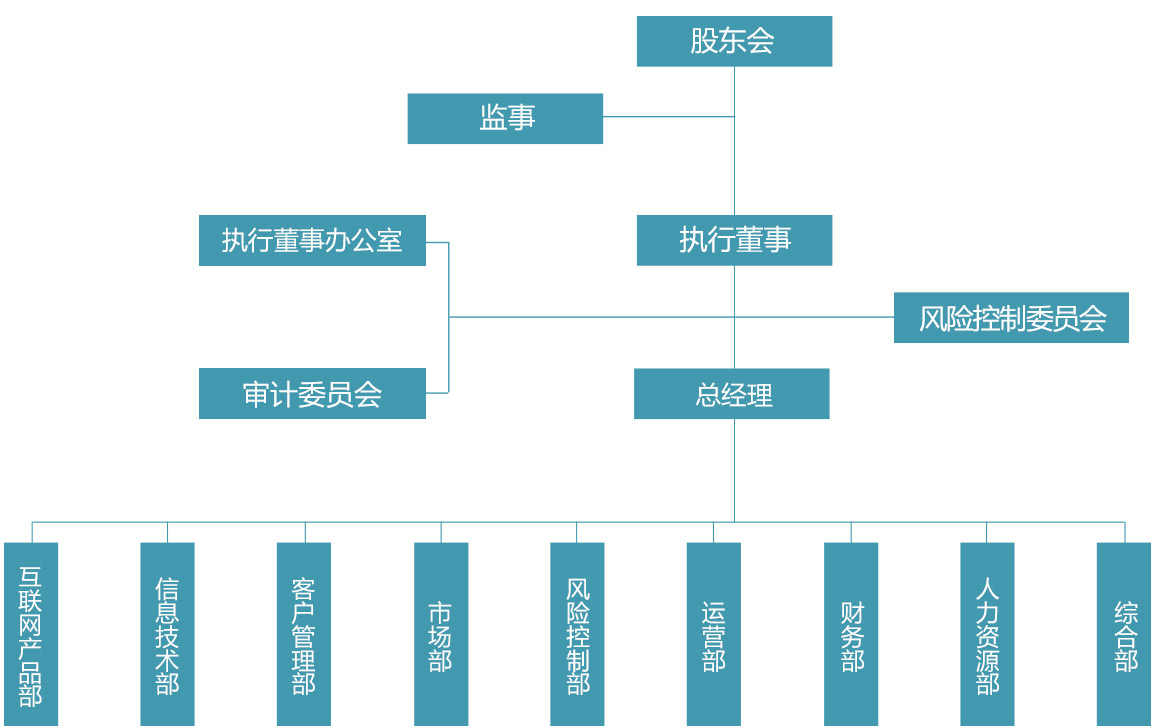 股东会
监事
执行董事办公室
执行董事
风险控制委员会
审计委员会
总经理
互联网产品部
信息技术部
客户管理部
市场部
风险控制部
运营部
财务部
人力资源部
综合部